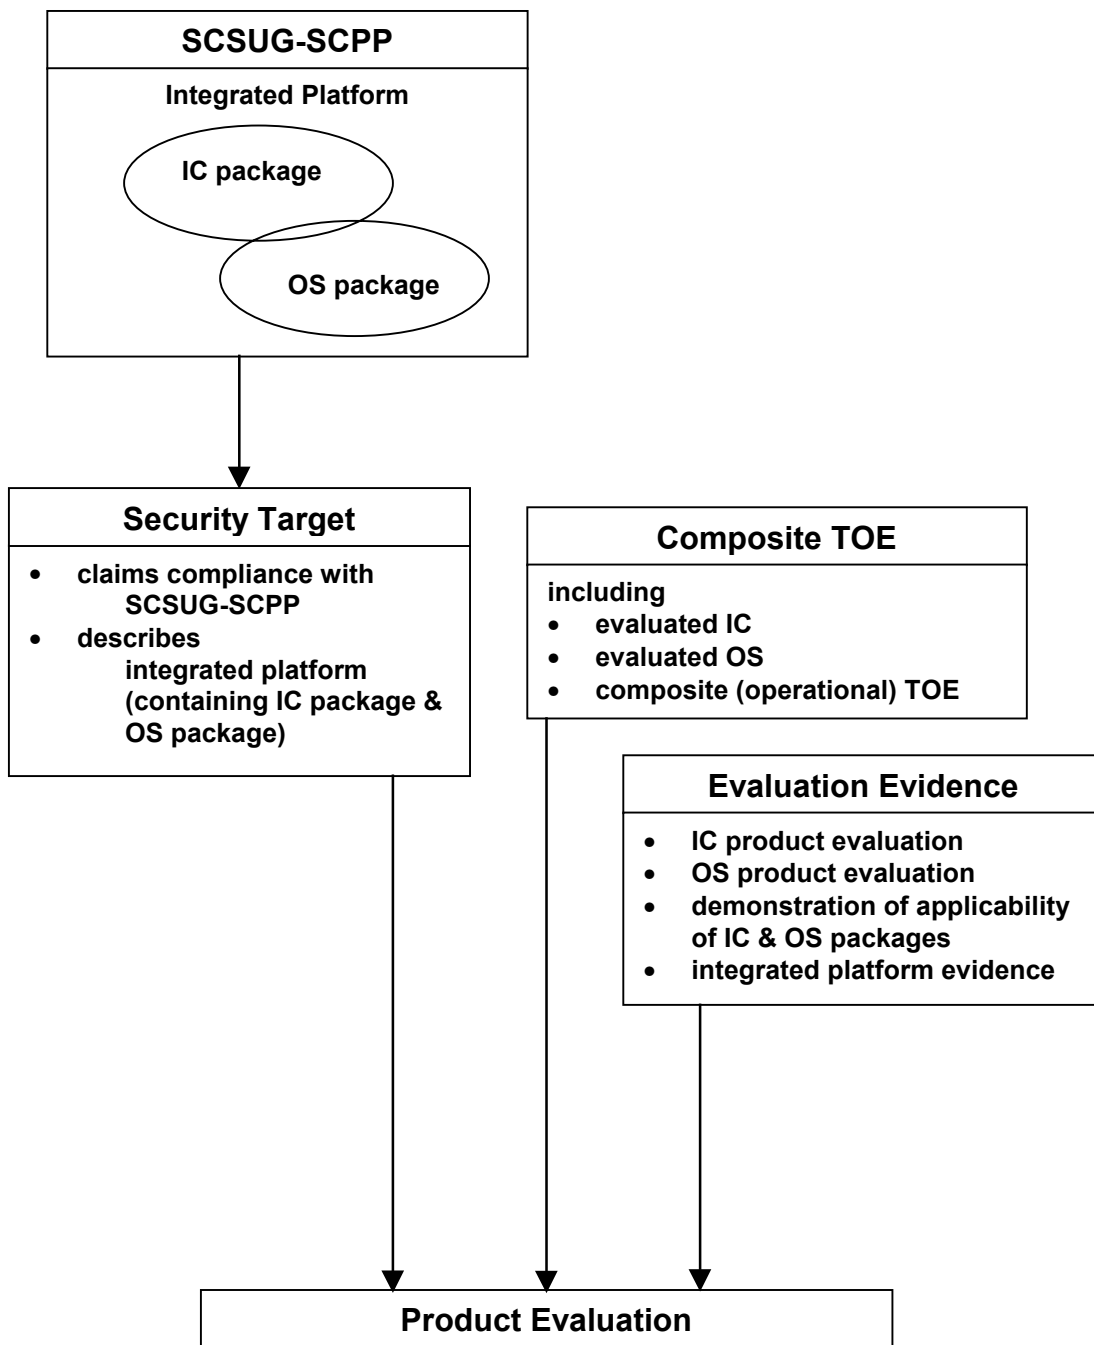 SCSUG-SCPP
Integrated Platform
IC package
OS package
Security Target
• claims compliance with
SCSUG-SCPP
• describes
integrated platform
(containing IC package &
OS package)
Composite TOE
including
• evaluated IC
• evaluated OS
• composite (operational) TOE
Evaluation Evidence
• IC product evaluation
• OS product evaluation
• demonstration of applicability
of IC & OS packages
• integrated platform evidence
Product Evaluation